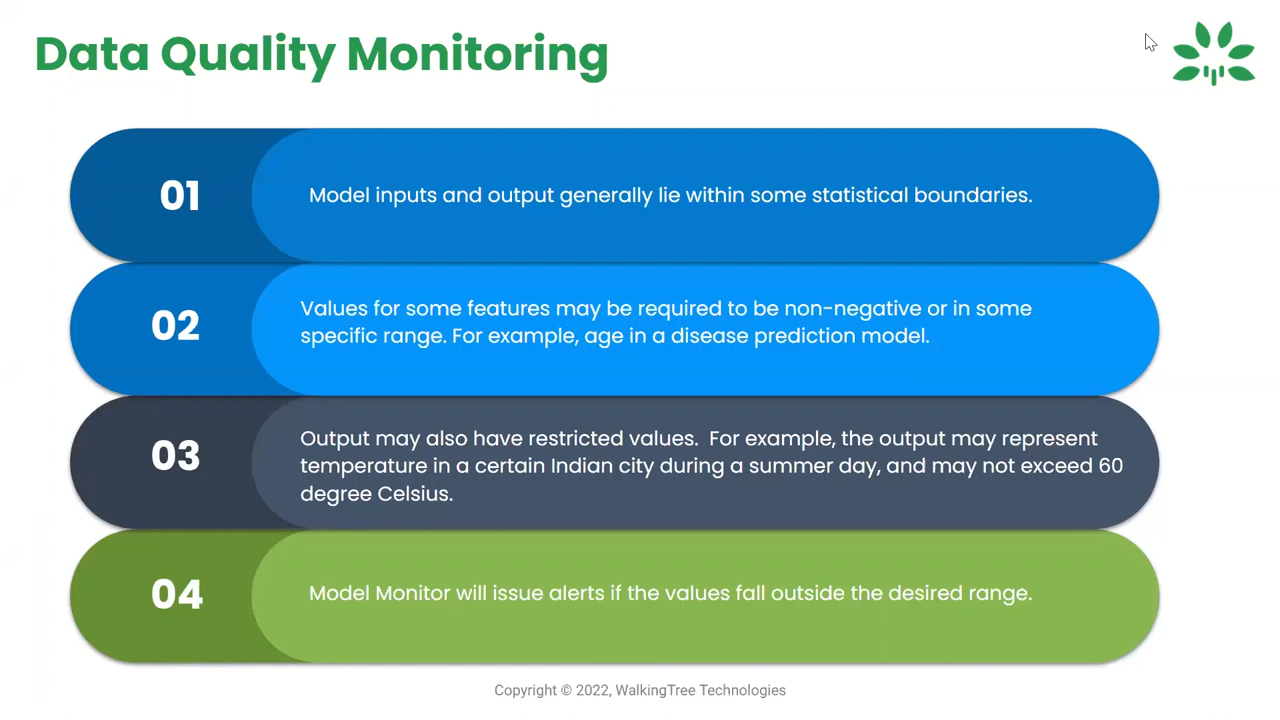 Data Quality Monitoring
01
Model inputs and output generally lie within some statistical boundaries.
02
Values for some features may be required to be non-negative or in some
specific range. For example, age in a disease prediction model.
03
Output may also have restricted values.  For example, the output may represent
temperature in a certain Indian city during a summer day, and may not exceed 60
degree Celsius.
04
Model Monitor will issue alerts if the values fall outside the desired range.
Copyright © 2022, WalkingTree Technologies